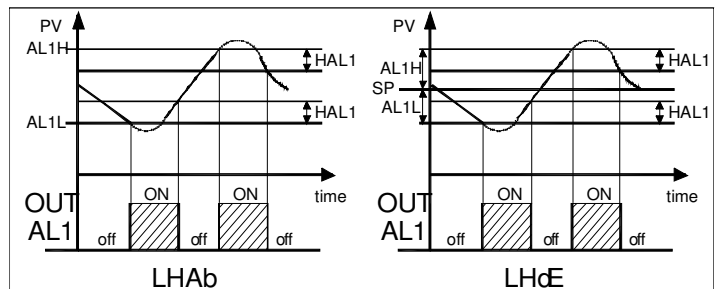 PV
AL1H
HAL1
HAL1
AL1L
time
ON
ON
OUT
AL1
off
off
off
LHAb
PV
AL1H
HAL1
SP
AL1L
HAL1
time
ON
ON
OUT
AL1
off
off
off
LHdE